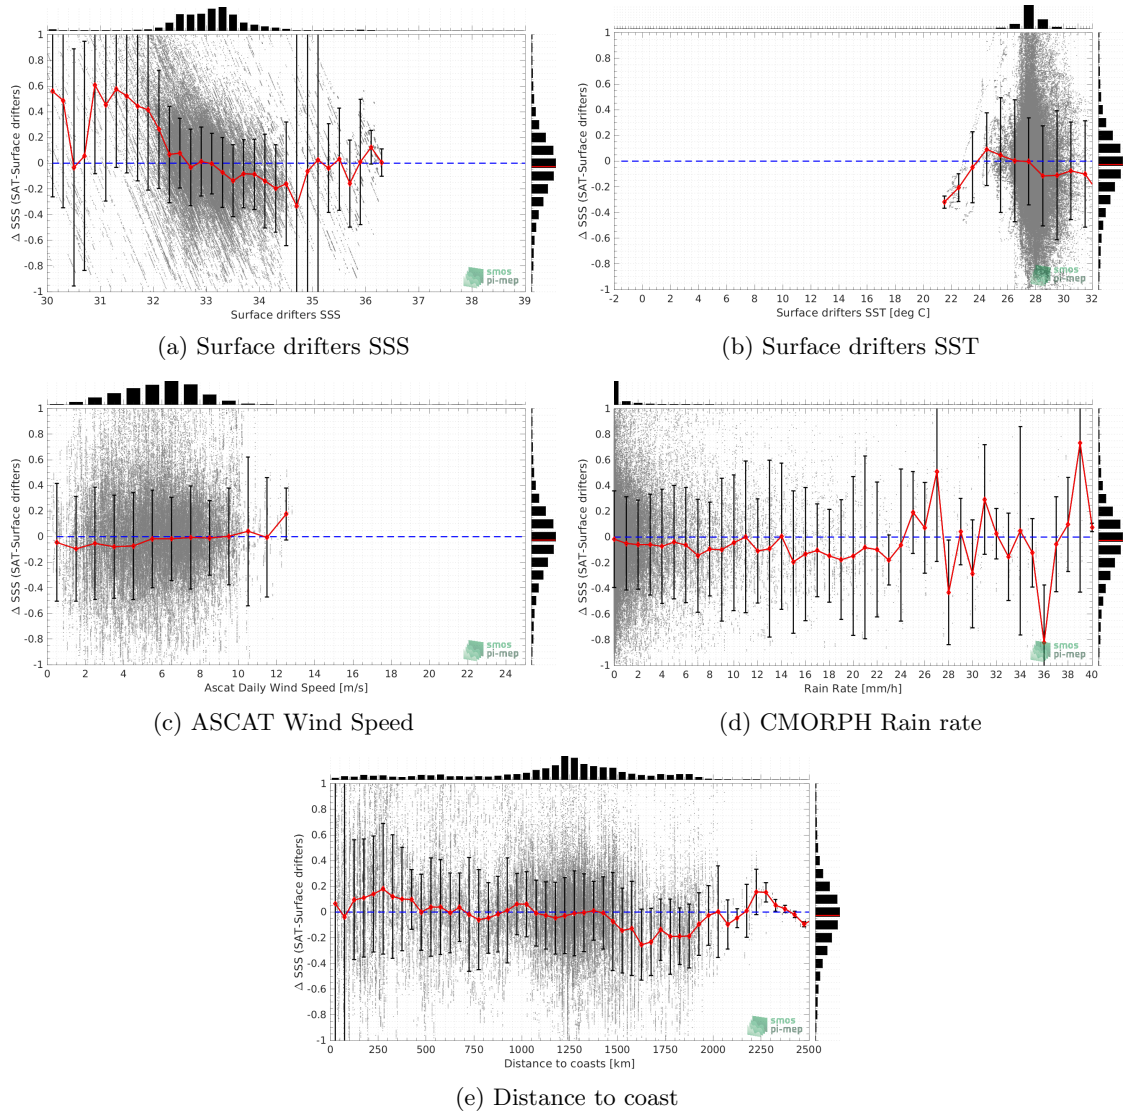 1
0.8
0.6
0.4
0.2
0
-0.2
-0.4
-0.6
-0.8
-1
Δ SSS (SAT-Surface drifters)
30 31 32 33 34 35 36 37 38 39
Surface drifters SSS
smos
pi-mep
(a) Surface drifters SSS
1
0.8
0.6
0.4
0.2
0
-0.2
-0.4
-0.6
-0.8
-1
Δ SSS (SAT-Surface drifters)
-2 0 2 4 6 8 10 12 14 16 18 20 22 24 26 28 30 32
Surface drifters SST [deg C]
smos
pi-mep
(b) Surface drifters SST
1
0.8
0.6
0.4
0.2
0
-0.2
-0.4
-0.6
-0.8
-1
Δ SSS (SAT-Surface drifters)
0 2 4 6 8 10 12 14 16 18 20 22 24
Ascat Daily Wind Speed [m/s]
smos
pi-mep
(c) ASCAT Wind Speed
1
0.8
0.6
0.4
0.2
0
-0.2
-0.4
-0.6
-0.8
-1
Δ SSS (SAT-Surface drifters)
0 2 4 6 8 10 12 14 16 18 20 22 24 26 28 30 32 34 36 38 40
Rain Rate [mm/h]
smos
pi-mep
(d) CMORPH Rain rate
1
0.8
0.6
0.4
0.2
0
-0.2
-0.4
-0.6
-0.8
-1
Δ SSS (SAT-Surface drifters)
0 250 500 750 1000 1250 1500 1750 2000 2250 2500
Distance to coasts [km]
smos
pi-mep
(e) Distance to coast